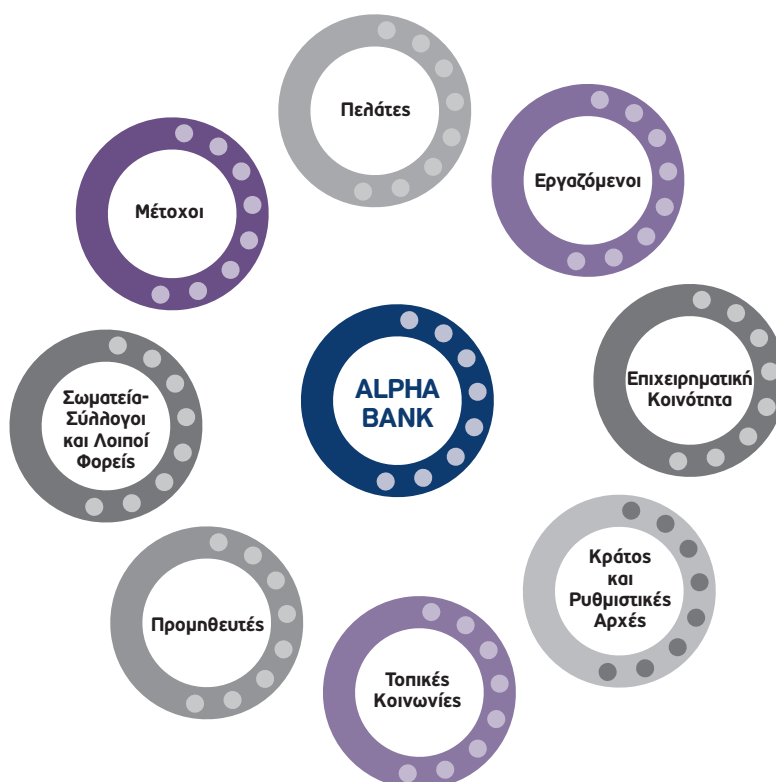 Πελάτες
Εργαζόμενοι
Μέτοχοι
Επιχειρηματική
Κοινότητα
ALPHA
BANK
Σωματεία-
Σύλλογοι
και Λοιποί
Φορείς
Κράτος
και
Ρυθμιστικές
Αρχές
Προμηθευτές
Τοπικές
Κοινωνίες